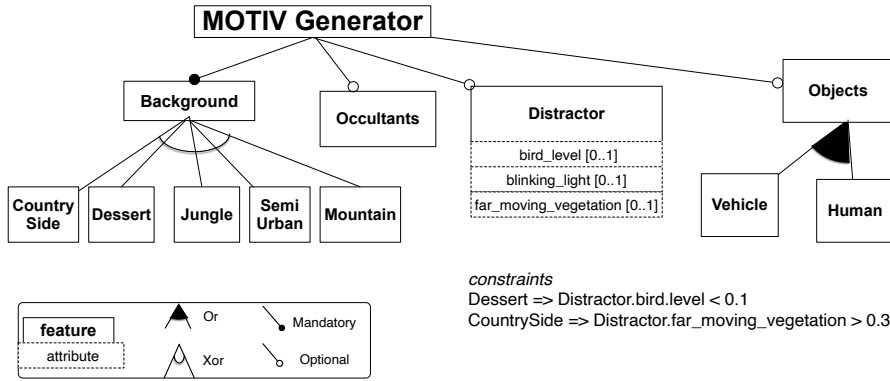 MOTIV Generator
Background
Occultants
Distractor
bird_level [0..1]
blinking_light [0..1]
far_moving_vegetation [0..1]
Objects
Country
Side
Dessert
Jungle
Semi
Urban
Mountain
Vehicle
Human
constraints
Dessert => Distractor.bird.level < 0.1
CountrySide => Distractor.far_moving_vegetation > 0.3
feature
attribute
Or
Xor
Mandatory
Optional